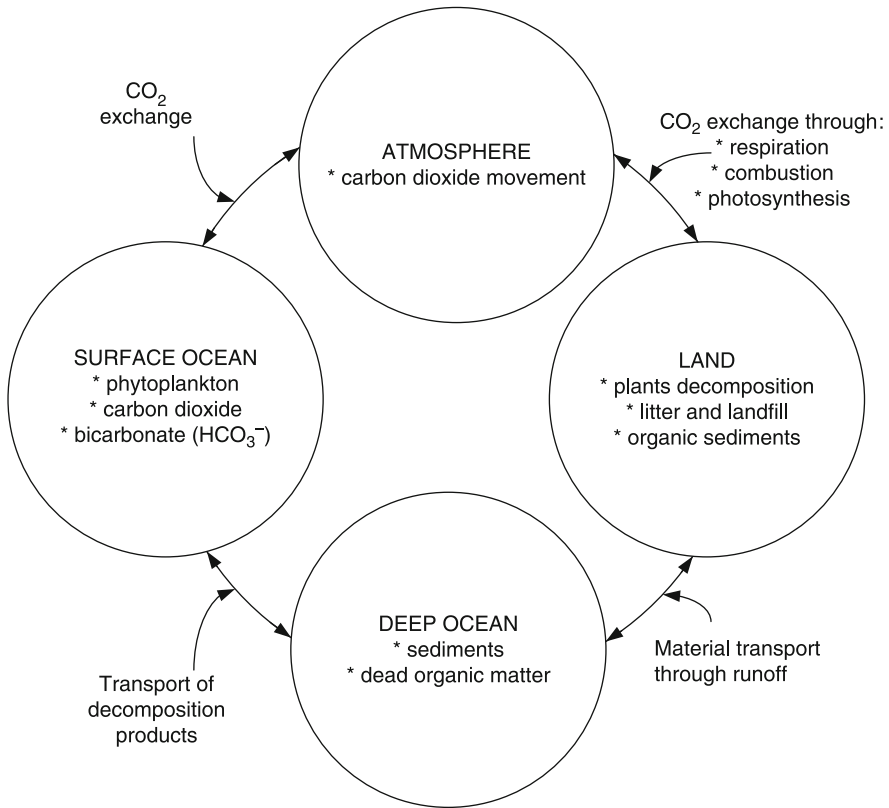 CO₂
exchange
ATMOSPHERE
* carbon dioxide movement
CO₂ exchange through:
* respiration
* combustion
* photosynthesis
SURFACE OCEAN
* phytoplankton
* carbon dioxide
* bicarbonate (HCO₃⁻)
LAND
* plants decomposition
* litter and landfill
* organic sediments
DEEP OCEAN
* sediments
* dead organic matter
Transport of
decomposition
products
Material transport
through runoff